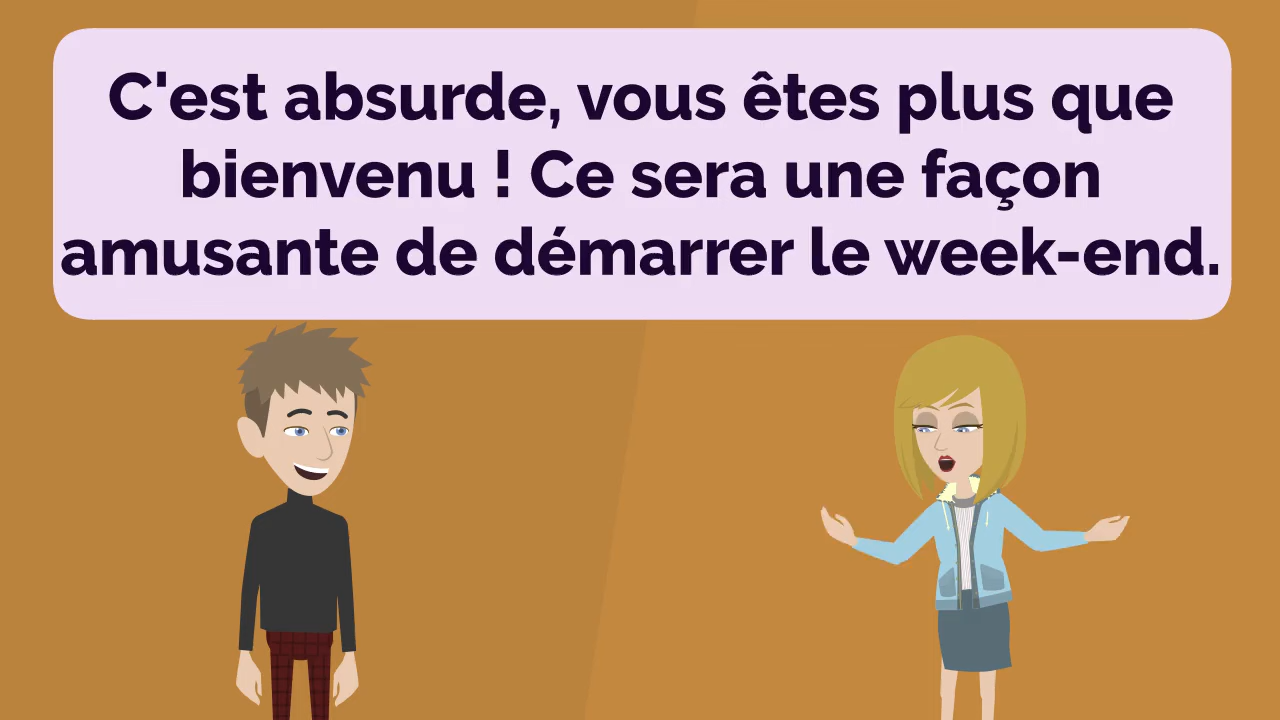 C'est absurde, vous êtes plus que
bienvenu ! Ce sera une façon
amusante de démarrer le week-end.